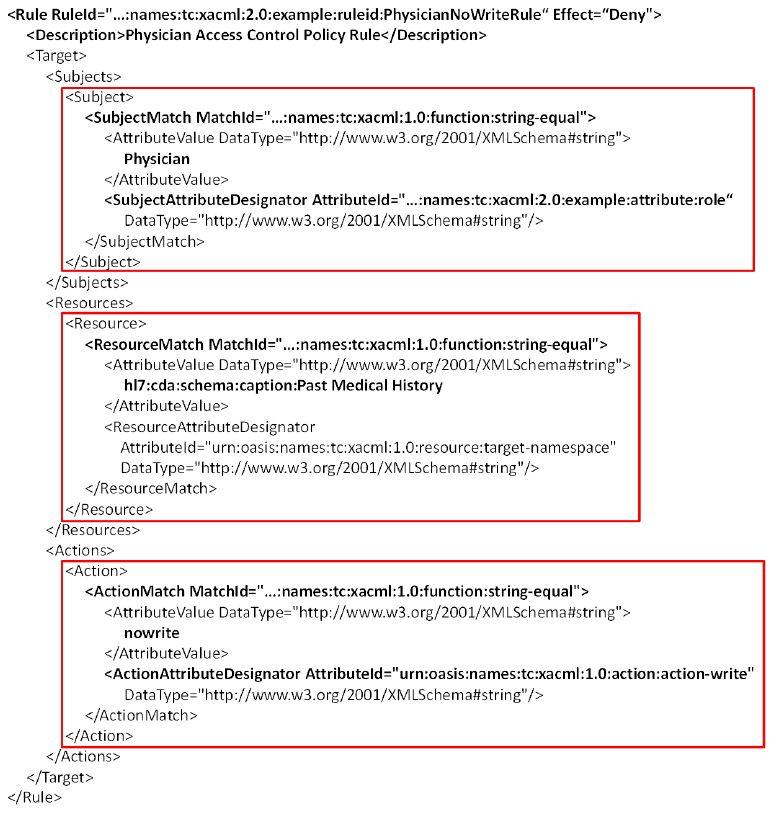 <Rule RuleId="...:names:tc:xacml:2.0:example:ruleid:PhysicianNoWriteRule“ Effect=“Deny">
<Description>Physician Access Control Policy Rule</Description>
<Target>
<Subjects>
<Subject>
<SubjectMatch MatchId="...:names:tc:xacml:1.0:function:string-equal">
<AttributeValue DataType="http://www.w3.org/2001/XMLSchema#string">
Physician
</AttributeValue>
<SubjectAttributeDesignator AttributeId="...:names:tc:xacml:2.0:example:attribute:role“
DataType="http://www.w3.org/2001/XMLSchema#string"/>
</SubjectMatch>
</Subject>
</Subjects>
<Resources>
<Resource>
<ResourceMatch MatchId="...:names:tc:xacml:1.0:function:string-equal">
<AttributeValue DataType="http://www.w3.org/2001/XMLSchema#string">
hl7:cda:schema:caption:Past Medical History
</AttributeValue>
<ResourceAttributeDesignator
AttributeId="urn:oasis:names:tc:xacml:1.0:resource:target-namespace"
DataType="http://www.w3.org/2001/XMLSchema#string"/>
</ResourceMatch>
</Resource>
</Resources>
<Actions>
<Action>
<ActionMatch MatchId="...:names:tc:xacml:1.0:function:string-equal">
<AttributeValue DataType="http://www.w3.org/2001/XMLSchema#string">
nowrite
</AttributeValue>
<ActionAttributeDesignator AttributeId="urn:oasis:names:tc:xacml:1.0:action:action-write"
DataType="http://www.w3.org/2001/XMLSchema#string"/>
</ActionMatch>
</Action>
</Actions>
</Target>
</Rule>